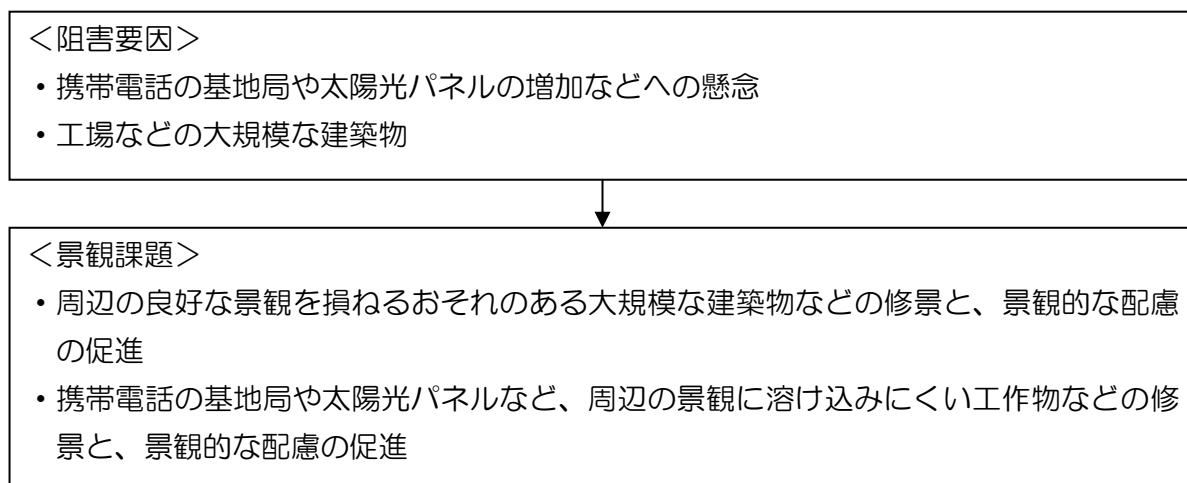 ＜阻害要因＞
・携帯電話の基地局や太陽光パネルの増加などへの懸念
・工場などの大規模な建築物
＜景観課題＞
・周辺の良好な景観を損ねるおそれのある大規模な建築物などの修景と、景観的な配慮
の促進
・携帯電話の基地局や太陽光パネルなど、周辺の景観に溶け込みにくい工作物などの修
景と、景観的な配慮の促進